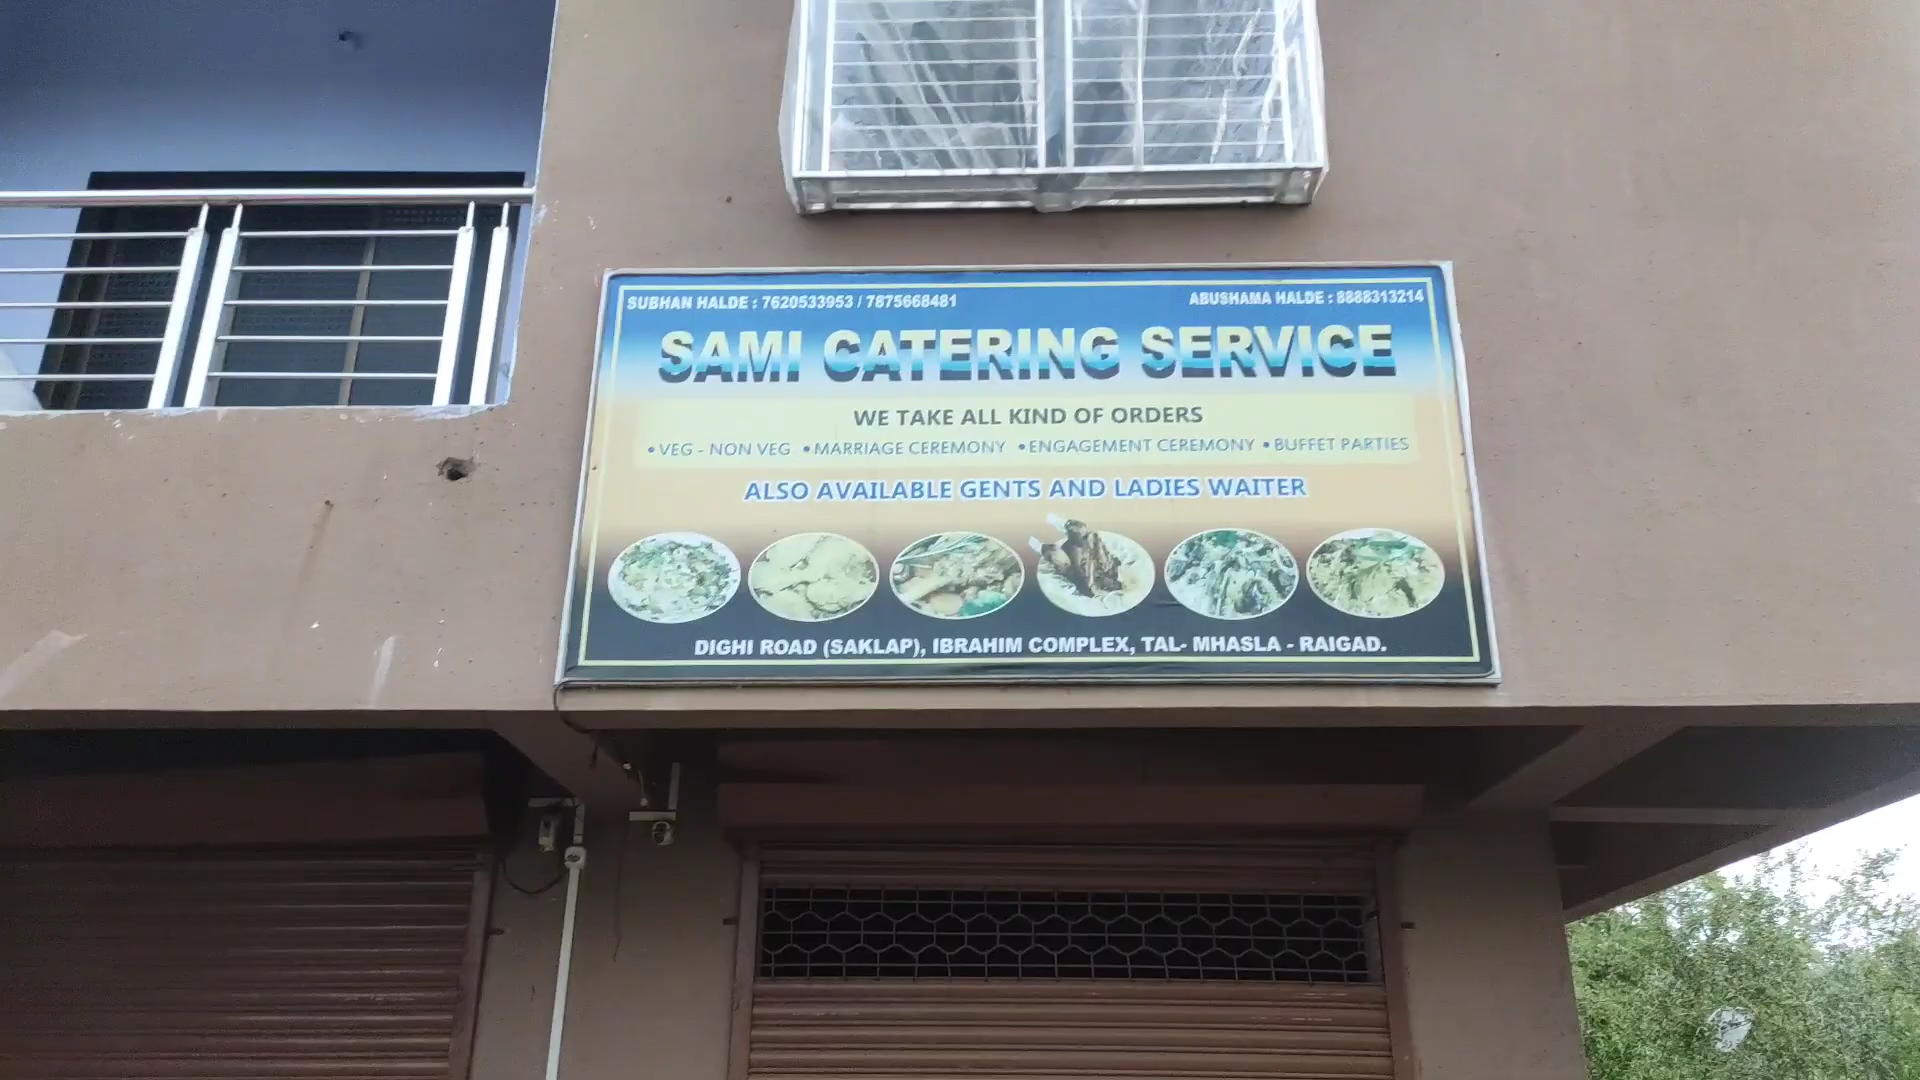 SUBHAN HALDE : 7620533953 / 7875668481
ABUSHAMA HALDE : 8888313214
SAMI CATERING SERVICE
WE TAKE ALL KIND OF ORDERS
• VEG - NON VEG • MARRIAGE CEREMONY • ENGAGEMENT CEREMONY • BUFFET PARTIES
ALSO AVAILABLE GENTS AND LADIES WAITER
DIGHI ROAD (SAKLAP), IBRAHIM COMPLEX, TAL- MHASLA - RAIGAD.